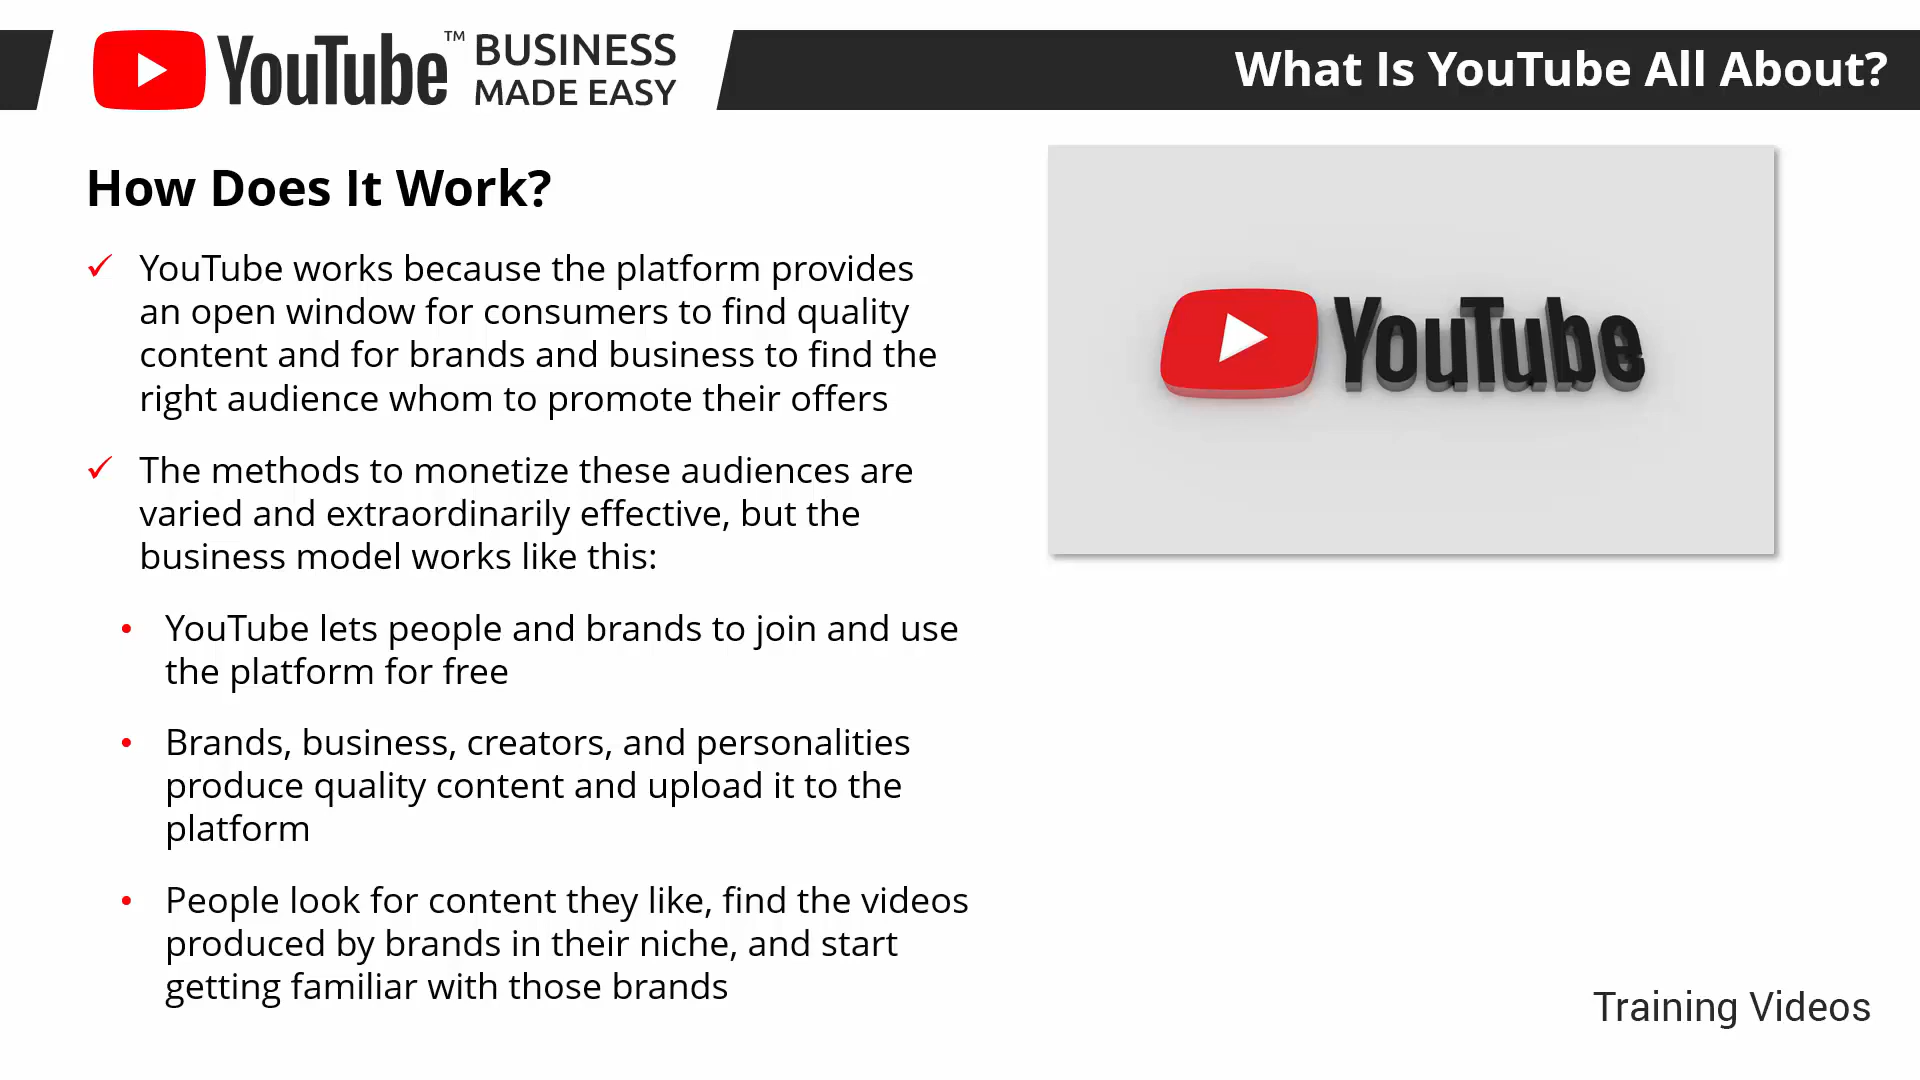 YouTube™ BUSINESS
MADE EASY
What Is YouTube All About?
How Does It Work?
YouTube works because the platform provides
an open window for consumers to find quality
content and for brands and business to find the
right audience whom to promote their offers
The methods to monetize these audiences are
varied and extraordinarily effective, but the
business model works like this:
YouTube lets people and brands to join and use
the platform for free
Brands, business, creators, and personalities
produce quality content and upload it to the
platform
People look for content they like, find the videos
produced by brands in their niche, and start
getting familiar with those brands
YouTube
Training Videos